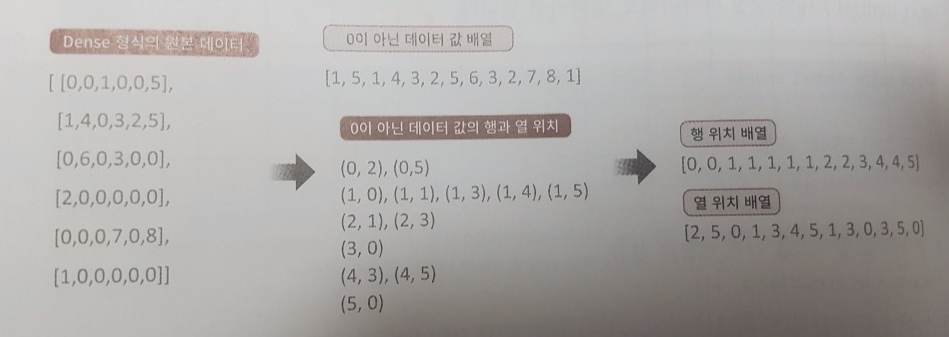 Dense 형식의 원본 데이터
[ [0,0,1,0,0,5],
[1,4,0,3,2,5],
[0,6,0,3,0,0],
[2,0,0,0,0,0],
[0,0,0,7,0,8],
[1,0,0,0,0,0]]
0이 아닌 데이터 값 배열
[1, 5, 1, 4, 3, 2, 5, 6, 3, 2, 7, 8, 1]
0이 아닌 데이터 값의 행과 열 위치
(0, 2), (0,5)
(1, 0), (1, 1), (1, 3), (1, 4), (1, 5)
(2, 1), (2, 3)
(3, 0)
(4, 3), (4, 5)
(5, 0)
행 위치 배열
[0, 0, 1, 1, 1, 1, 1, 2, 2, 3, 4, 4, 5]
열 위치 배열
[2, 5, 0, 1, 3, 4, 5, 1, 3, 0, 3, 5, 0]